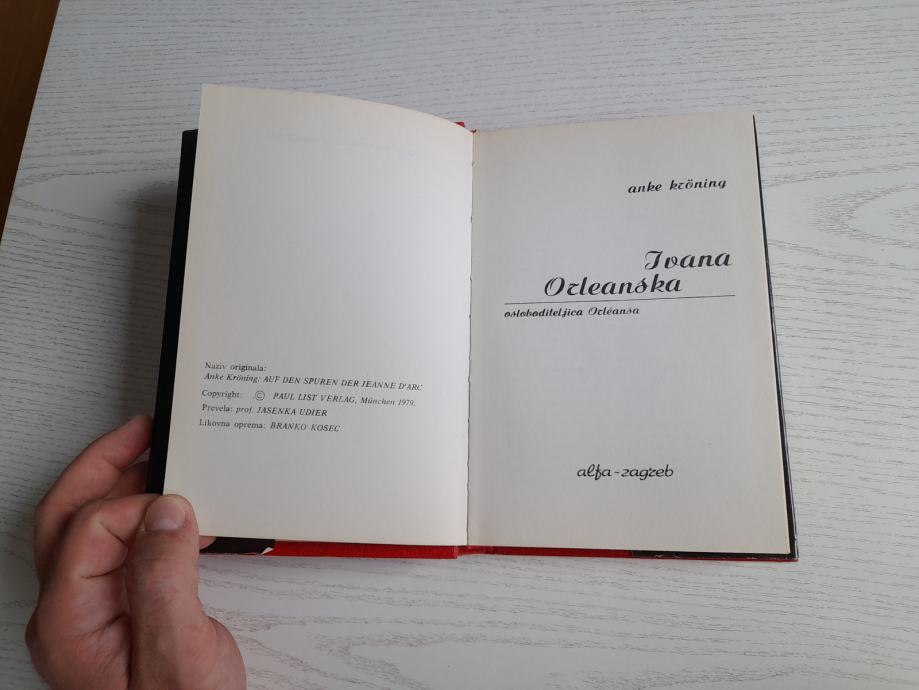 Naziv originala:
Anke Kröning: AUF DEN SPUREN DER JEANNE D'ARC
Copyright: © PAUL LIST VERLAG, München 1979.
Prevela: prof. JASENKA UDIER
Likovna oprema: BRANKO KOSEC
anke kröning
Ivana
Orleanska
osloboditeljica Orléansa
alfa-zagreb